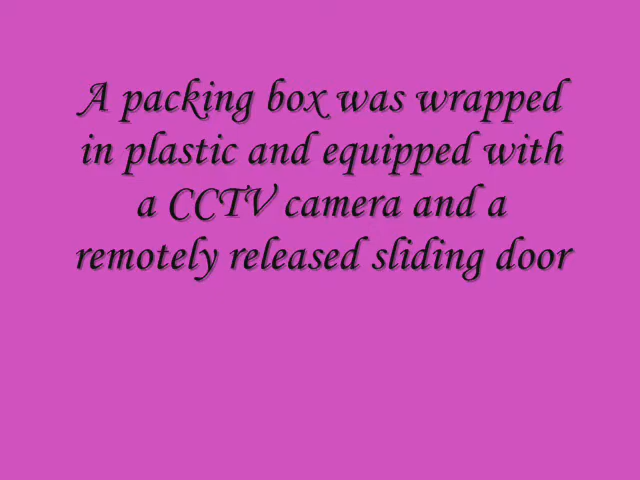 A packing box was wrapped
in plastic and equipped with
a CCTV camera and a
remotely released sliding door